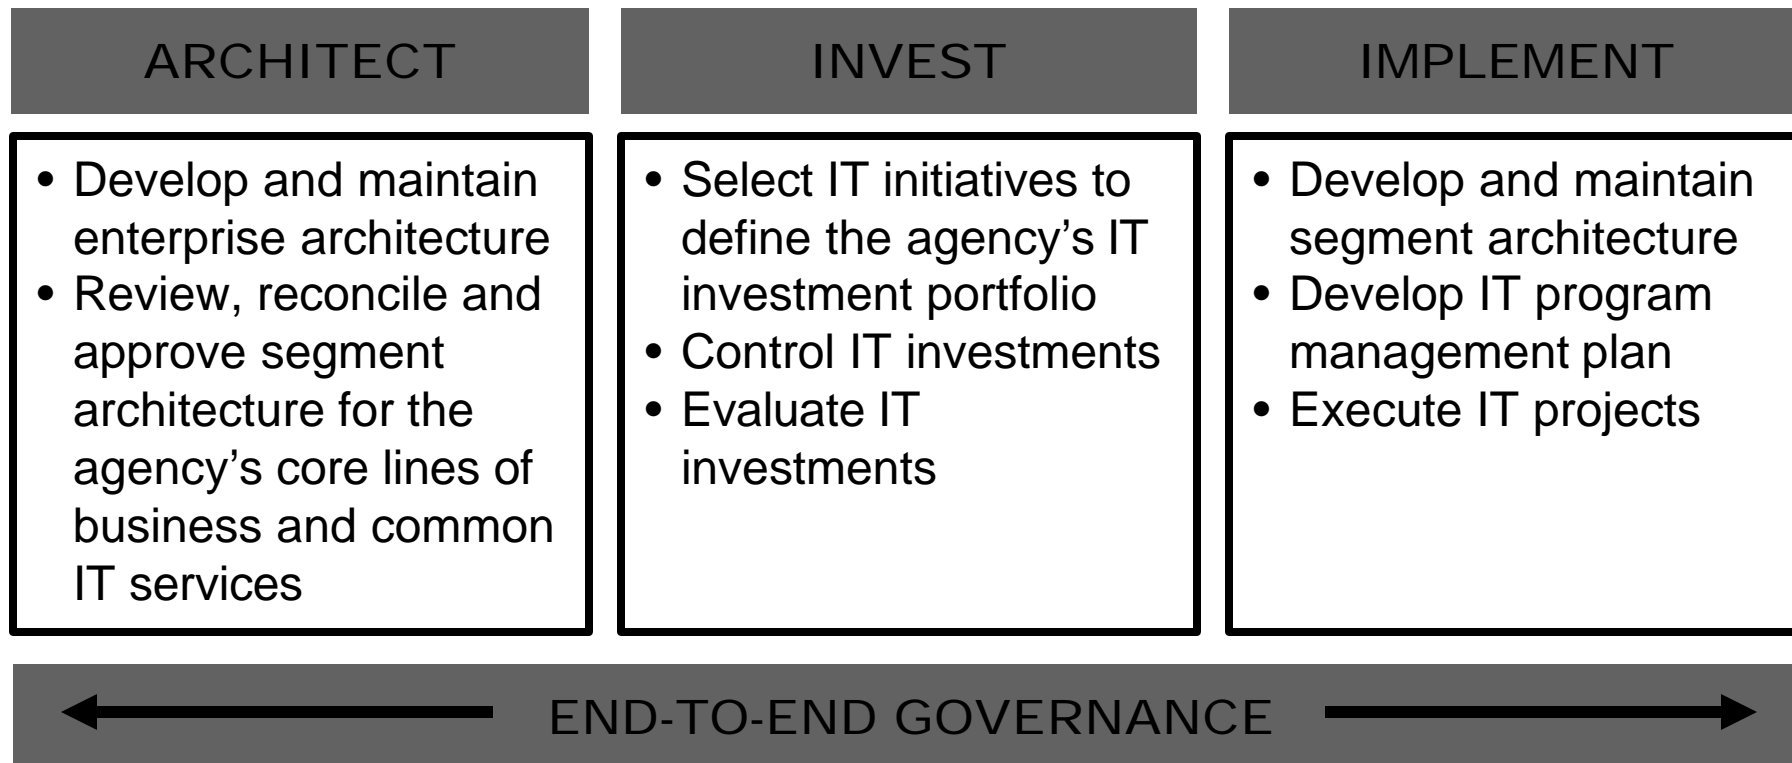 ARCHITECT
• Develop and maintain
enterprise architecture
• Review, reconcile and
approve segment
architecture for the
agency’s core lines of
business and common
IT services
INVEST
• Select IT initiatives to
define the agency’s IT
investment portfolio
• Control IT investments
• Evaluate IT
investments
IMPLEMENT
• Develop and maintain
segment architecture
• Develop IT program
management plan
• Execute IT projects
END-TO-END GOVERNANCE